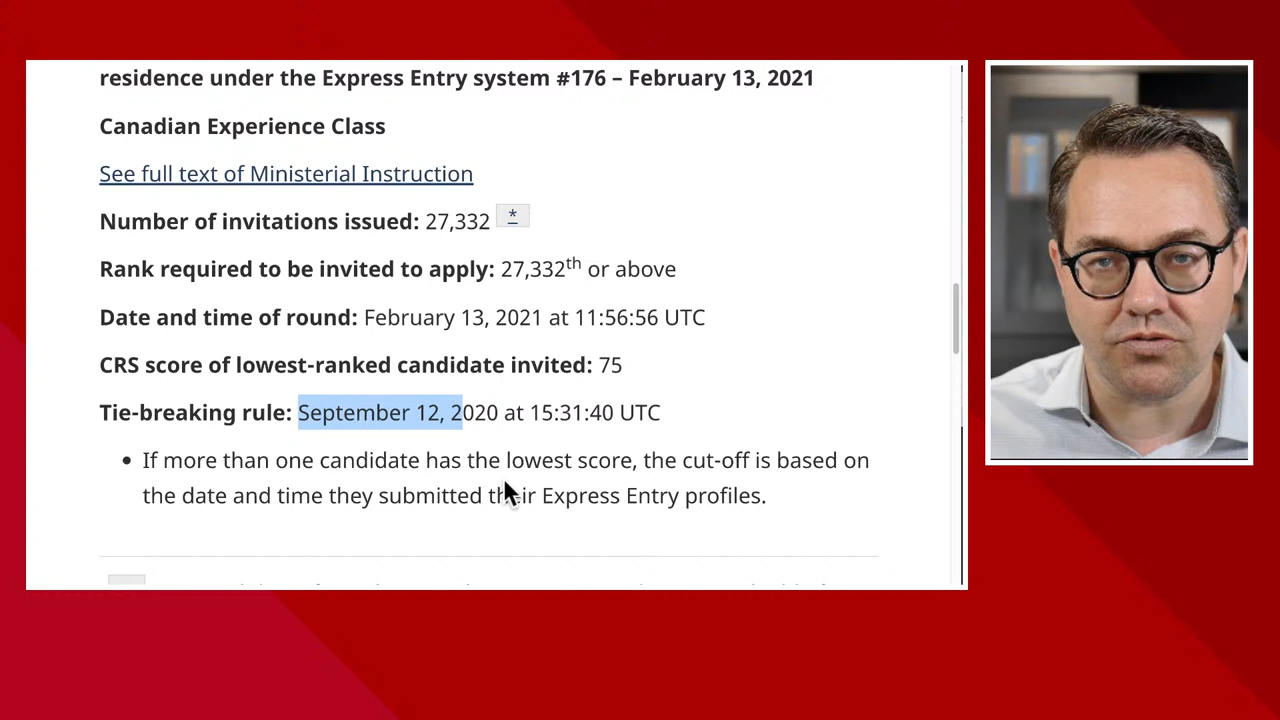 residence under the Express Entry system #176 – February 13, 2021
Canadian Experience Class
See full text of Ministerial Instruction
Number of invitations issued: 27,332 *
Rank required to be invited to apply: 27,332th or above
Date and time of round: February 13, 2021 at 11:56:56 UTC
CRS score of lowest-ranked candidate invited: 75
Tie-breaking rule: September 12, 2020 at 15:31:40 UTC
• If more than one candidate has the lowest score, the cut-off is based on
the date and time they submitted their Express Entry profiles.